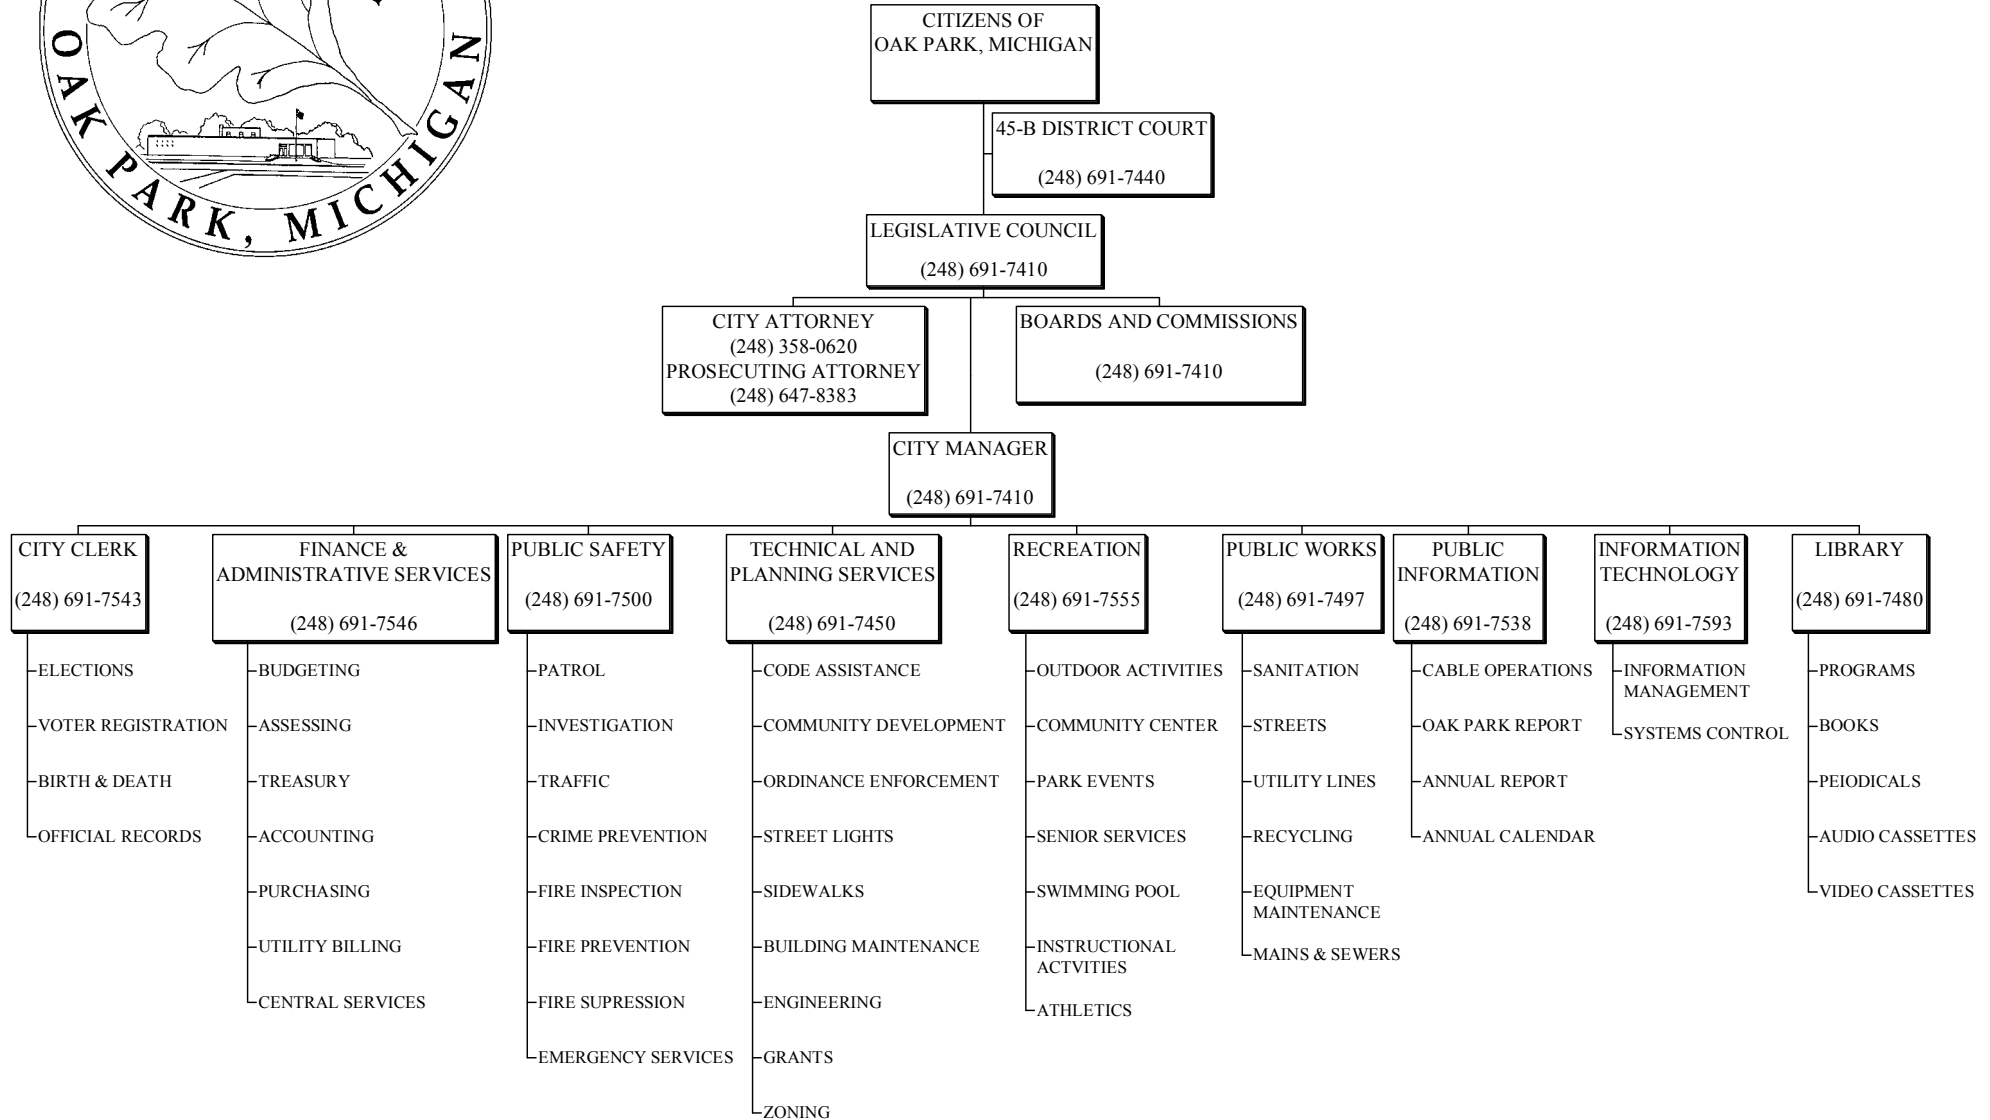 OAK PARK, MICHIGAN
CITIZENS OF
OAK PARK, MICHIGAN
45-B DISTRICT COURT
(248) 691-7440
LEGISLATIVE COUNCIL
(248) 691-7410
CITY ATTORNEY
(248) 358-0620
PROSECUTING ATTORNEY
(248) 647-8383
BOARDS AND COMMISSIONS
(248) 691-7410
CITY MANAGER
(248) 691-7410
CITY CLERK
(248) 691-7543
ELECTIONS
VOTER REGISTRATION
BIRTH & DEATH
OFFICIAL RECORDS
FINANCE &
ADMINISTRATIVE SERVICES
(248) 691-7546
BUDGETING
ASSESSING
TREASURY
ACCOUNTING
PURCHASING
UTILITY BILLING
CENTRAL SERVICES
PUBLIC SAFETY
(248) 691-7500
PATROL
INVESTIGATION
TRAFFIC
CRIME PREVENTION
FIRE INSPECTION
FIRE PREVENTION
FIRE SUPRESSION
EMERGENCY SERVICES
TECHNICAL AND
PLANNING SERVICES
(248) 691-7450
CODE ASSISTANCE
COMMUNITY DEVELOPMENT
ORDINANCE ENFORCEMENT
STREET LIGHTS
SIDEWALKS
BUILDING MAINTENANCE
ENGINEERING
GRANTS
ZONING
RECREATION
(248) 691-7555
OUTDOOR ACTIVITIES
COMMUNITY CENTER
PARK EVENTS
SENIOR SERVICES
SWIMMING POOL
INSTRUCTIONAL
ACTVITIES
ATHLETICS
PUBLIC WORKS
(248) 691-7497
SANITATION
STREETS
UTILITY LINES
RECYCLING
EQUIPMENT
MAINTENANCE
MAINS & SEWERS
PUBLIC
INFORMATION
(248) 691-7538
CABLE OPERATIONS
OAK PARK REPORT
ANNUAL REPORT
ANNUAL CALENDAR
INFORMATION
TECHNOLOGY
(248) 691-7593
INFORMATION
MANAGEMENT
SYSTEMS CONTROL
LIBRARY
(248) 691-7480
PROGRAMS
BOOKS
PEIODICALS
AUDIO CASSETTES
VIDEO CASSETTES